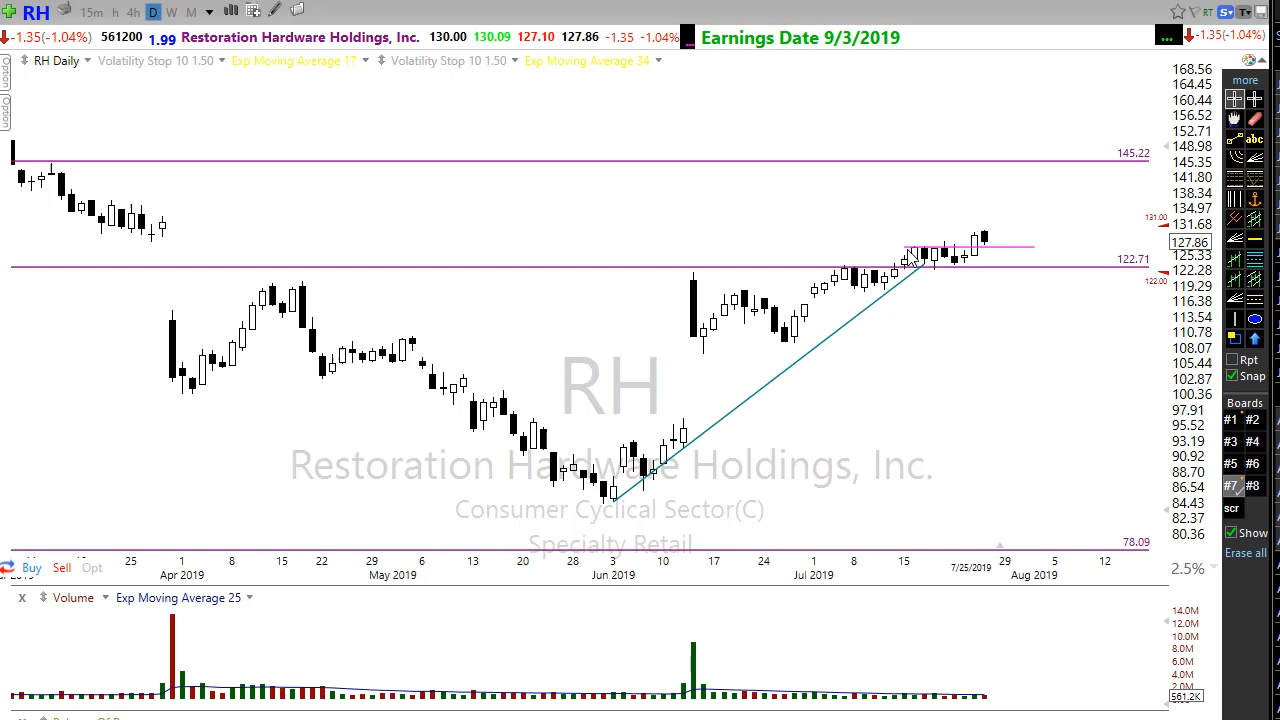 RH 15m h 4h D W M RT S T
-1.35(-1.04%) 561200 1.99 Restoration Hardware Holdings, Inc. 130.00 130.09 127.10 127.86 -1.35 -1.04% Earnings Date 9/3/2019 ... -1.35(-1.04%)
RH Daily Volatility Stop 10 1.50 Exp Moving Average 17 Volatility Stop 10 1.50 Exp Moving Average 34
Option
Option
168.56
164.45
160.44
156.52
152.71
148.98
145.35
141.80
138.34
134.97
131.68
127.86
125.33
122.28
119.29
116.38
113.54
110.78
108.07
105.44
102.87
100.36
97.91
95.52
93.19
90.92
88.70
86.54
84.43
82.37
80.36
145.22
131.00
122.71
122.00
78.09
RH
Restoration Hardware Holdings, Inc.
Consumer Cyclical Sector(C)
Specialty Retail
25 1 8 15 22 29 6 13 20 28 3 10 17 24 1 8 15 7/25/2019 29 5 12
Apr 2019 May 2019 Jun 2019 Jul 2019 Aug 2019
Buy Sell Opt
2.5%
X Volume Exp Moving Average 25
14.0M
12.0M
10.0M
8.0M
6.0M
4.0M
2.0M
561.2K
more
abc
Rpt
Snap
Boards
#1 #2
#3 #4
#5 #6
#7 #8
scr
Show
Erase all